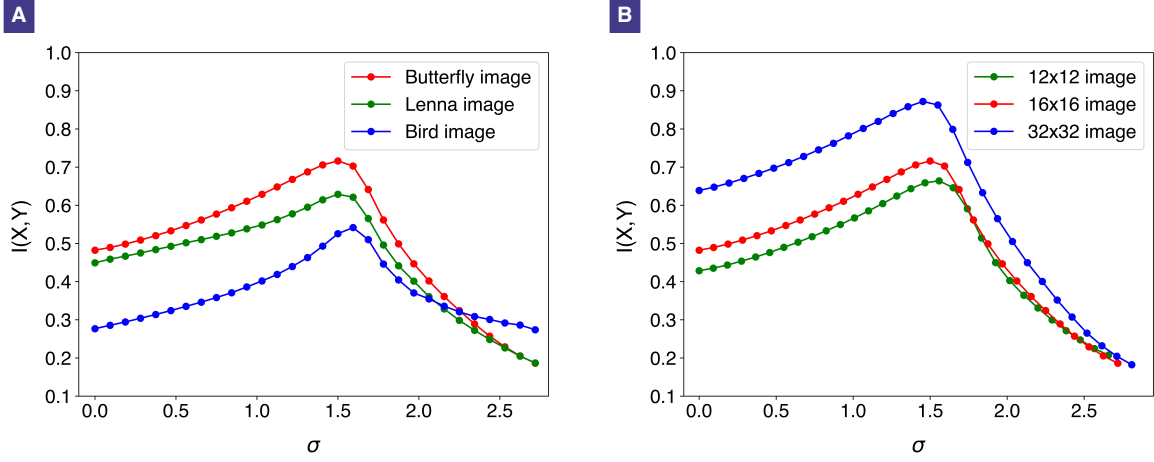 A
1.0
0.9
0.8
0.7
0.6
0.5
0.4
0.3
0.2
0.1
I(X,Y)
Butterfly image
Lenna image
Bird image
0.0 0.5 1.0 1.5 2.0 2.5
σ
B
1.0
0.9
0.8
0.7
0.6
0.5
0.4
0.3
0.2
0.1
I(X,Y)
12x12 image
16x16 image
32x32 image
0.0 0.5 1.0 1.5 2.0 2.5
σ